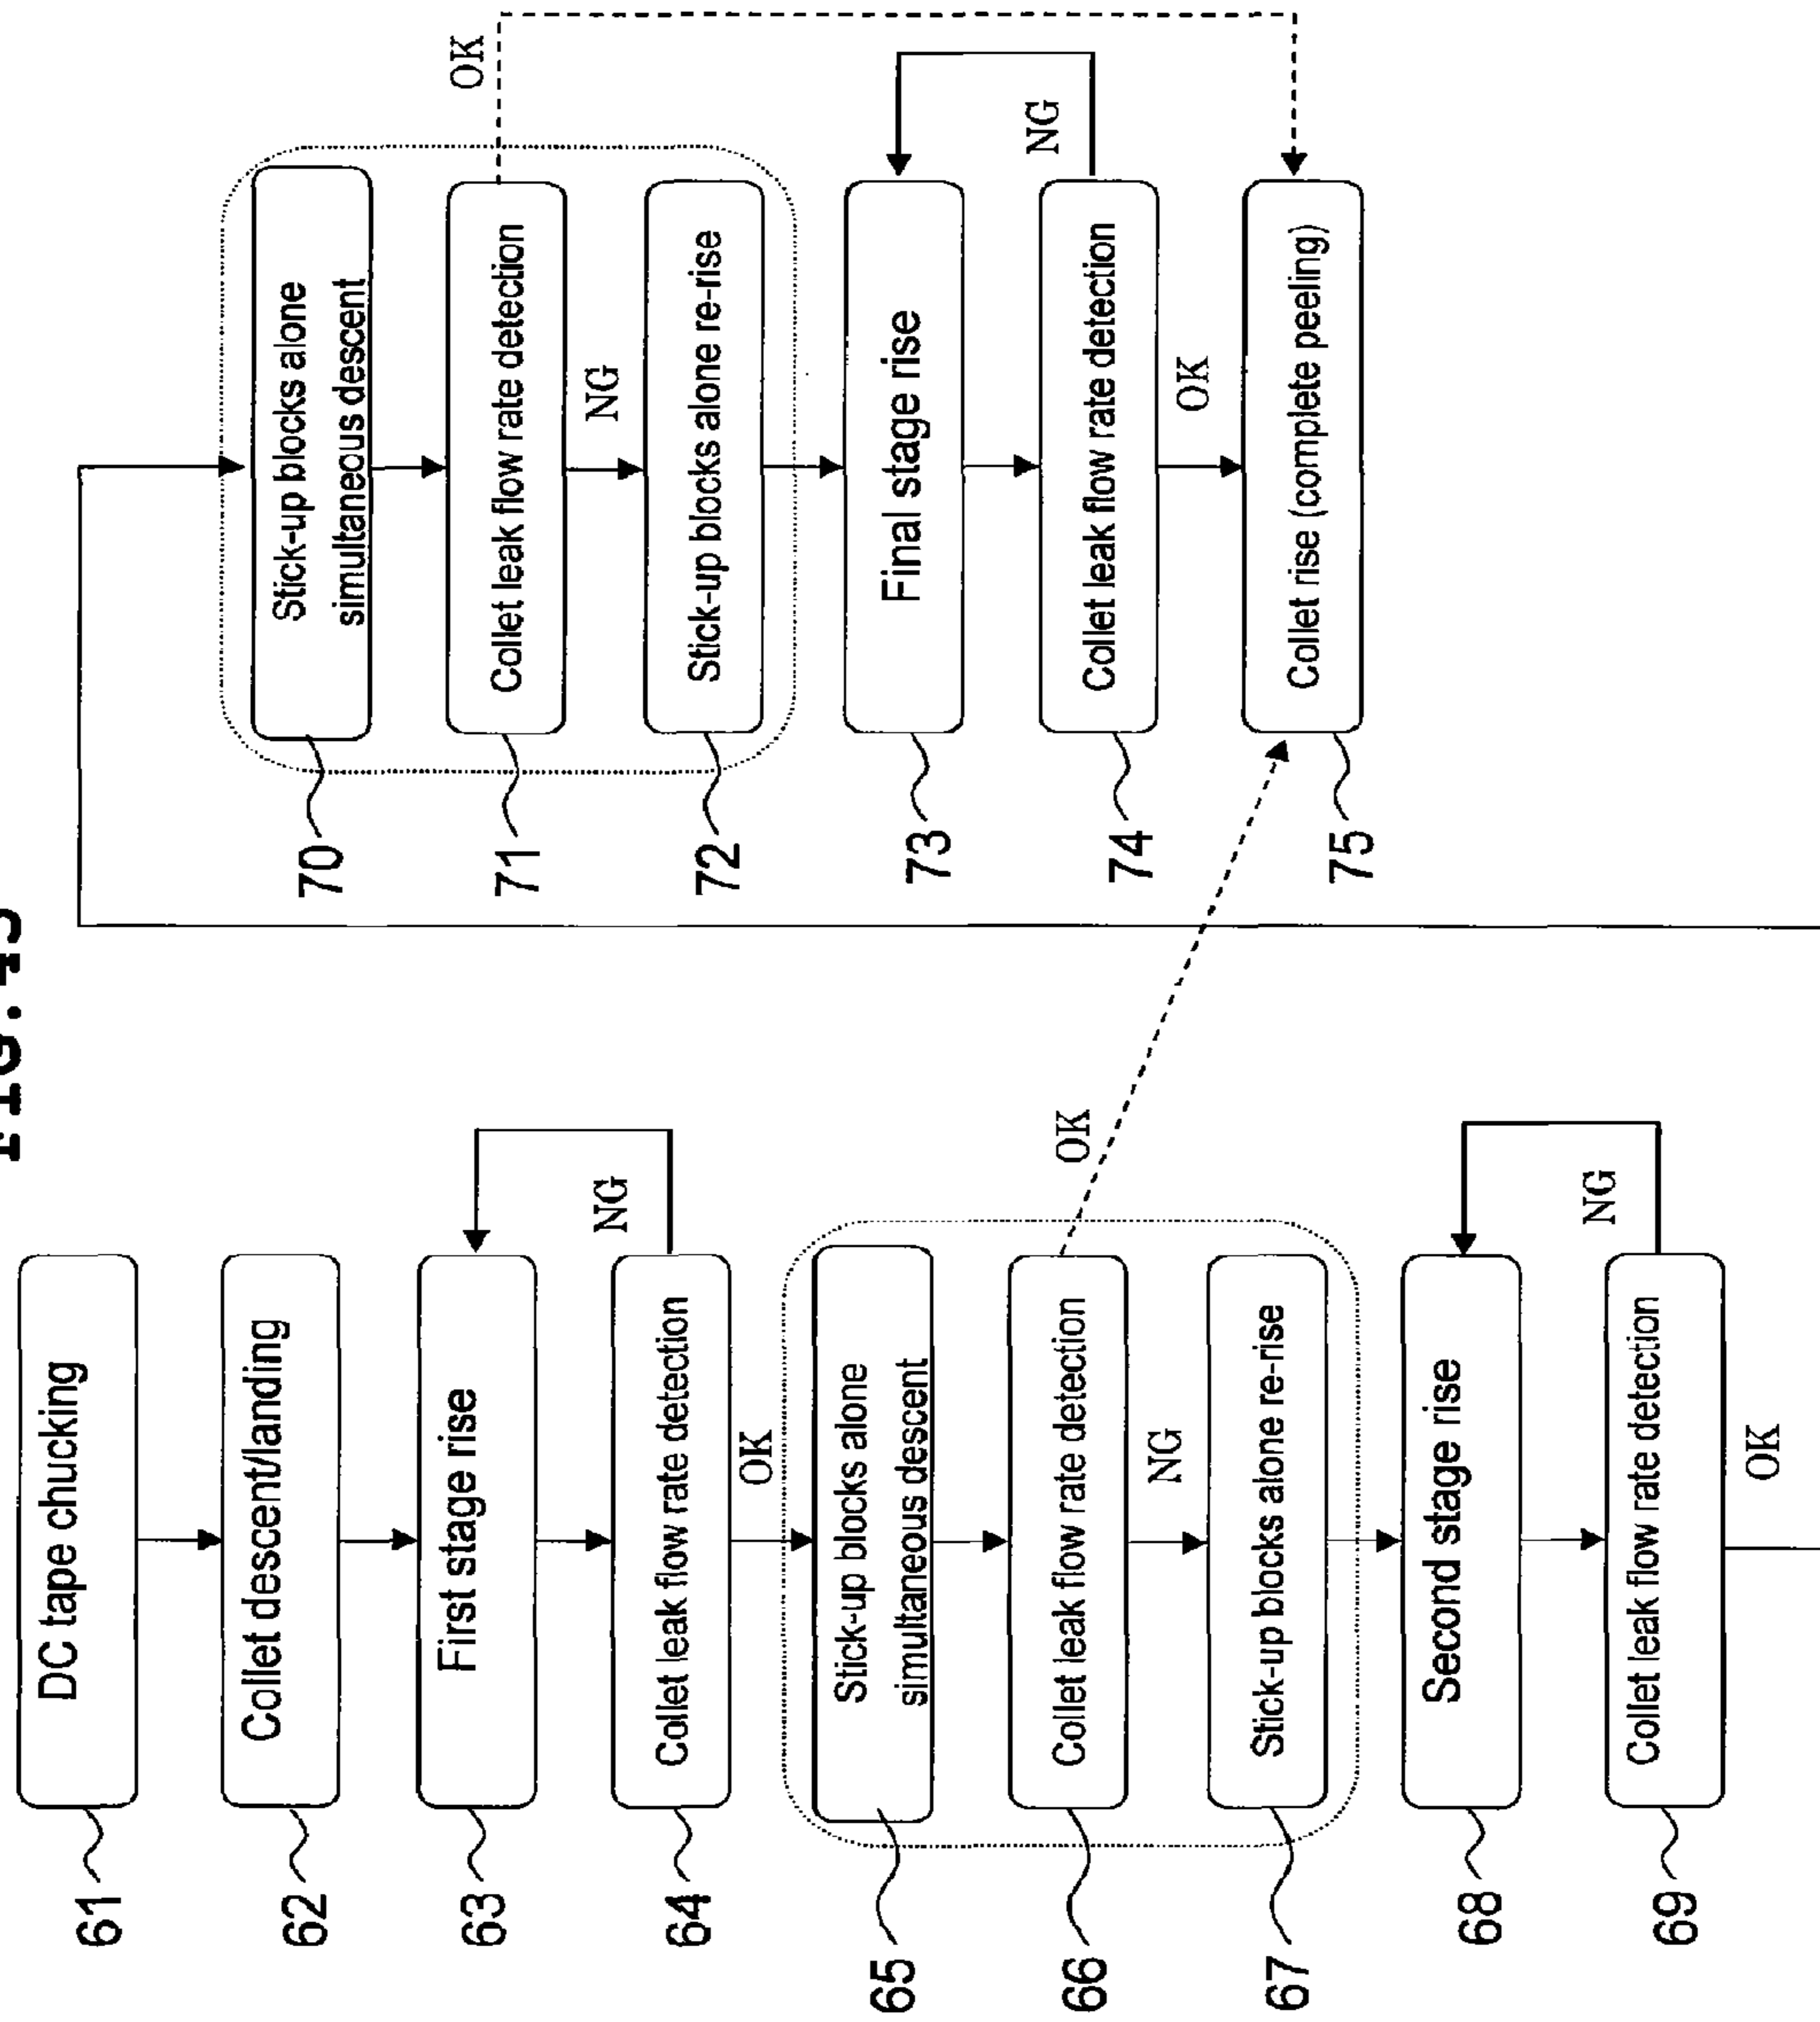 61
DC tape chucking
62
Collet descent/landing
63
First stage rise
NG
64
Collet leak flow rate detection
OK
65
Stick-up blocks alone
simultaneous descent
66
Collet leak flow rate detection
OK
NG
67
Stick-up blocks alone re-rise
68
Second stage rise
NG
69
Collet leak flow rate detection
OK
70
Stick-up blocks alone
simultaneous descent
OK
71
Collet leak flow rate detection
NG
72
Stick-up blocks alone re-rise
73
Final stage rise
NG
74
Collet leak flow rate detection
OK
75
Collet rise (complete peeling)